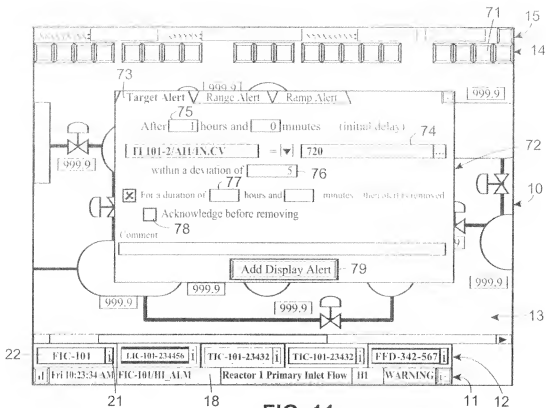 71
15
14
999.9
999.9
73
Target Alert Range Alert Ramp Alert
75
After 1 hours and 0 minutes (initial delay)
74
TI 101-2/AI1/IN.CV = 720 ...
72
within a deviation of 5
76
77
For a duration of hours and minutes
10
999.9
999.9
78
Acknowledge before removing
Comment
Add Display Alert
79
999.9
999.9
999.9
13
22
FIC-101 i LIC-101-234456 i TIC-101-23432 i TIC-101-23432 i FFD-342-567 i
12
Fri 10:23:34 AM FIC-101/HI_ALM Reactor 1 Primary Inlet Flow HI WARNING
11
21
18